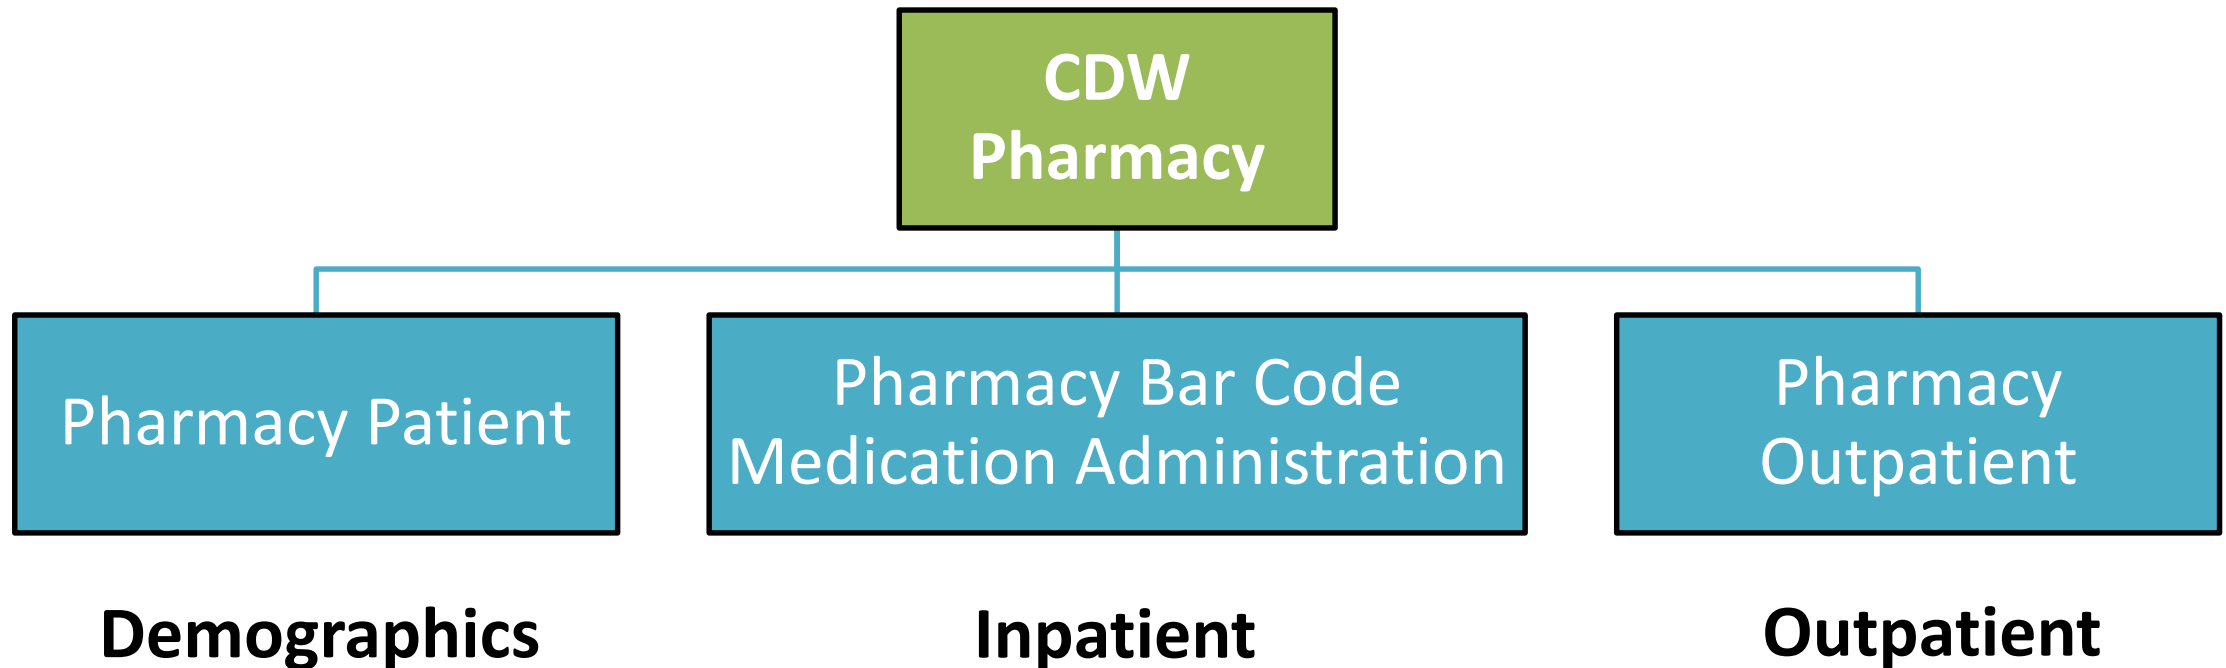 CDW
Pharmacy
Pharmacy Patient
Pharmacy Bar Code
Medication Administration
Pharmacy
Outpatient
Demographics
Inpatient
Outpatient